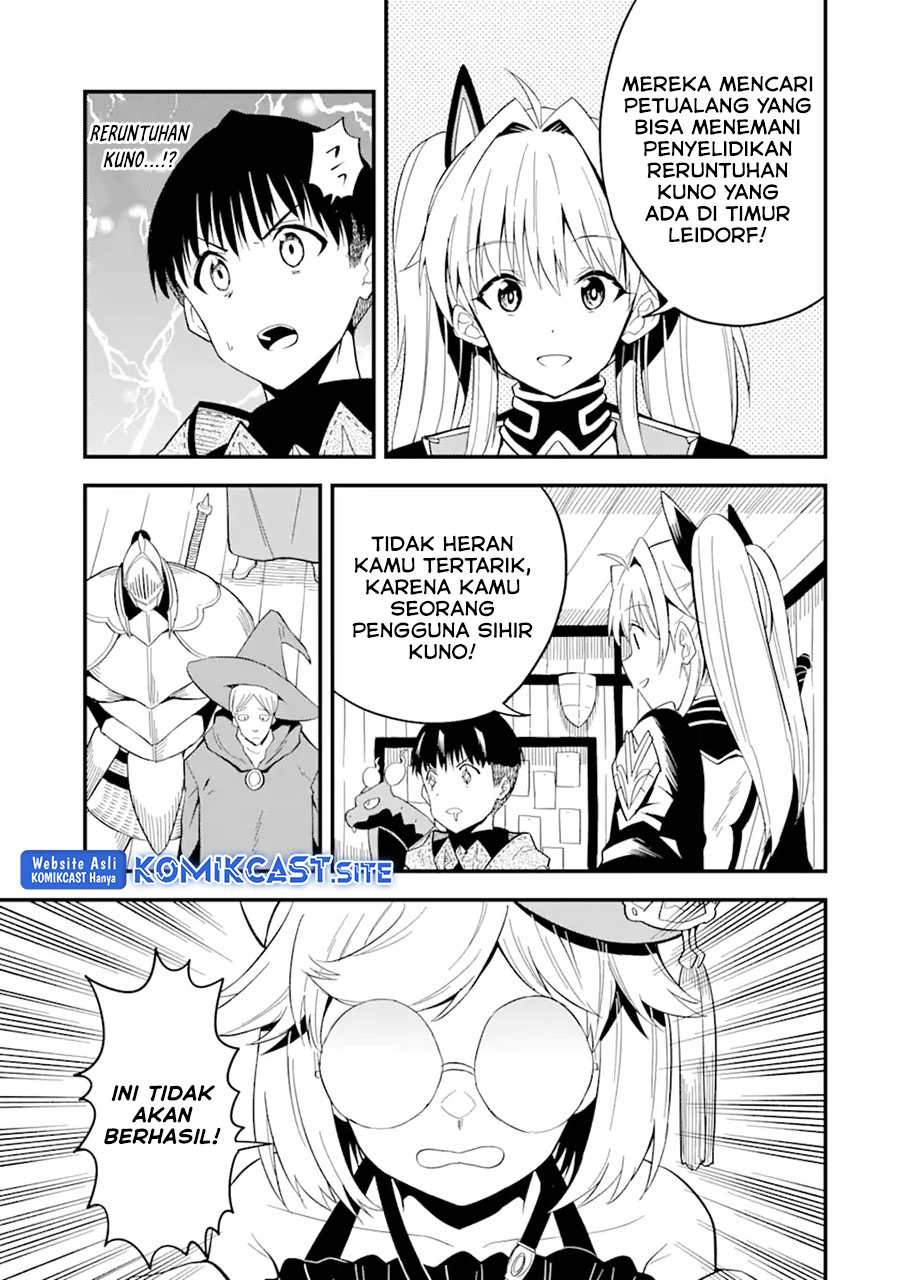 MEREKA MENCARI
PETUALANG YANG
BISA MENEMANI
PENYELIDIKAN
RERUNTUHAN
KUNO YANG
ADA DI TIMUR
LEIDORF!
RERUNTUHAN
KUNO...!?
TIDAK HERAN
KAMU TERTARIK,
KARENA KAMU
SEORANG
PENGGUNA SIHIR
KUNO!
Website Asli
KOMIKCAST Hanya
KOMIKCAST.SITE
INI TIDAK
AKAN
BERHASIL!